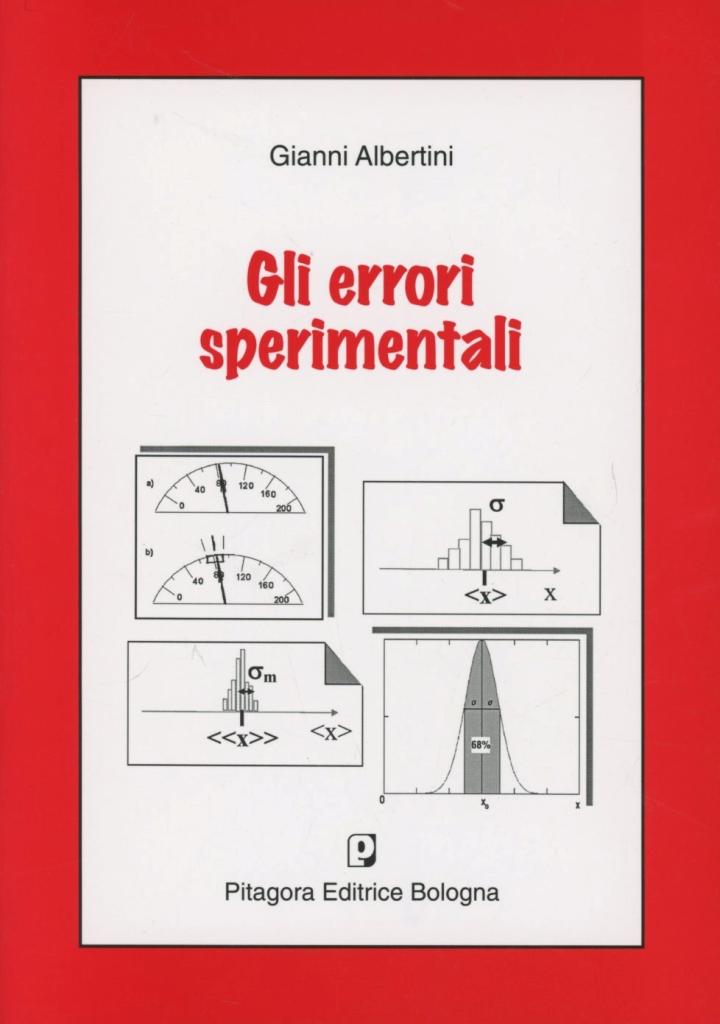 Gianni Albertini
Gli errori
sperimentali
a)
0
40
80
120
160
200
b)
0
40
80
120
160
200
σ
<x>
x
σm
<<x>>
<x>
σ σ
68%
0
x₀
x
P
Pitagora Editrice Bologna